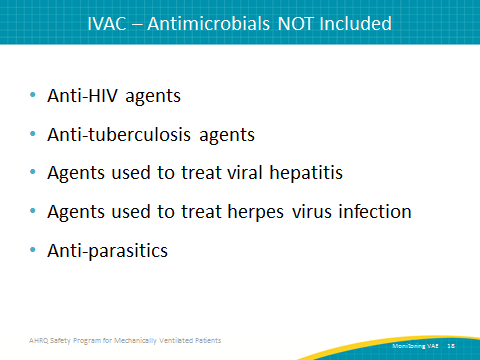 IVAC – Antimicrobials NOT Included
• Anti-HIV agents
• Anti-tuberculosis agents
• Agents used to treat viral hepatitis
• Agents used to treat herpes virus infection
• Anti-parasitics
AHRQ Safety Program for Mechanically Ventilated Patients
Monitoring VAE 18